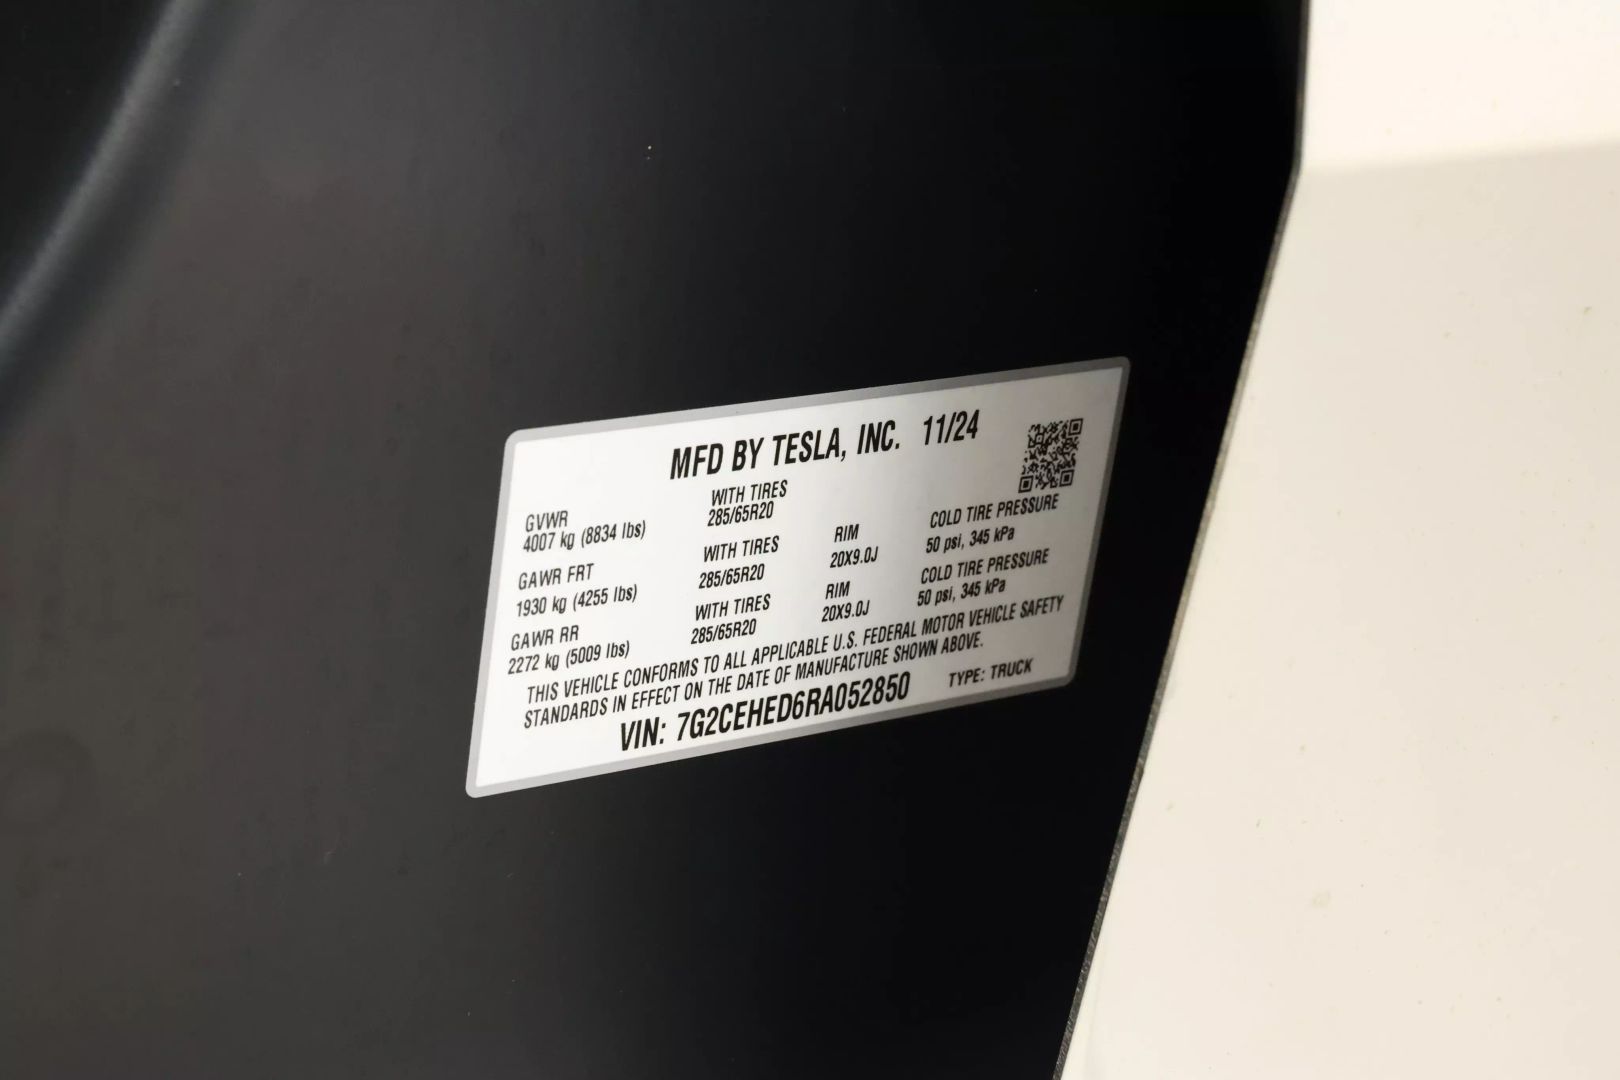 MFD BY TESLA, INC. 11/24
GVWR
4007 kg (8834 lbs)
WITH TIRES
285/65R20
GAWR FRT
1930 kg (4255 lbs)
WITH TIRES
285/65R20
RIM
20X9.0J
COLD TIRE PRESSURE
50 psi, 345 kPa
GAWR RR
2272 kg (5009 lbs)
WITH TIRES
285/65R20
RIM
20X9.0J
COLD TIRE PRESSURE
50 psi, 345 kPa
THIS VEHICLE CONFORMS TO ALL APPLICABLE U.S. FEDERAL MOTOR VEHICLE SAFETY
STANDARDS IN EFFECT ON THE DATE OF MANUFACTURE SHOWN ABOVE.
VIN: 7G2CEHED6RA052850 TYPE: TRUCK